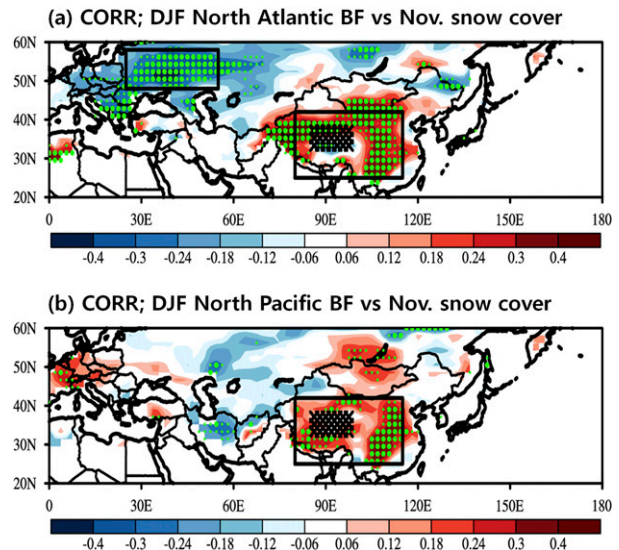 (a) CORR; DJF North Atlantic BF vs Nov. snow cover
60N
50N
40N
30N
20N
30E 60E 90E 120E 150E 180
-0.4 -0.3 -0.24 -0.18 -0.12 -0.06 0.06 0.12 0.18 0.24 0.3 0.4
(b) CORR; DJF North Pacific BF vs Nov. snow cover
60N
50N
40N
30N
20N
30E 60E 90E 120E 150E 180
-0.4 -0.3 -0.24 -0.18 -0.12 -0.06 0.06 0.12 0.18 0.24 0.3 0.4